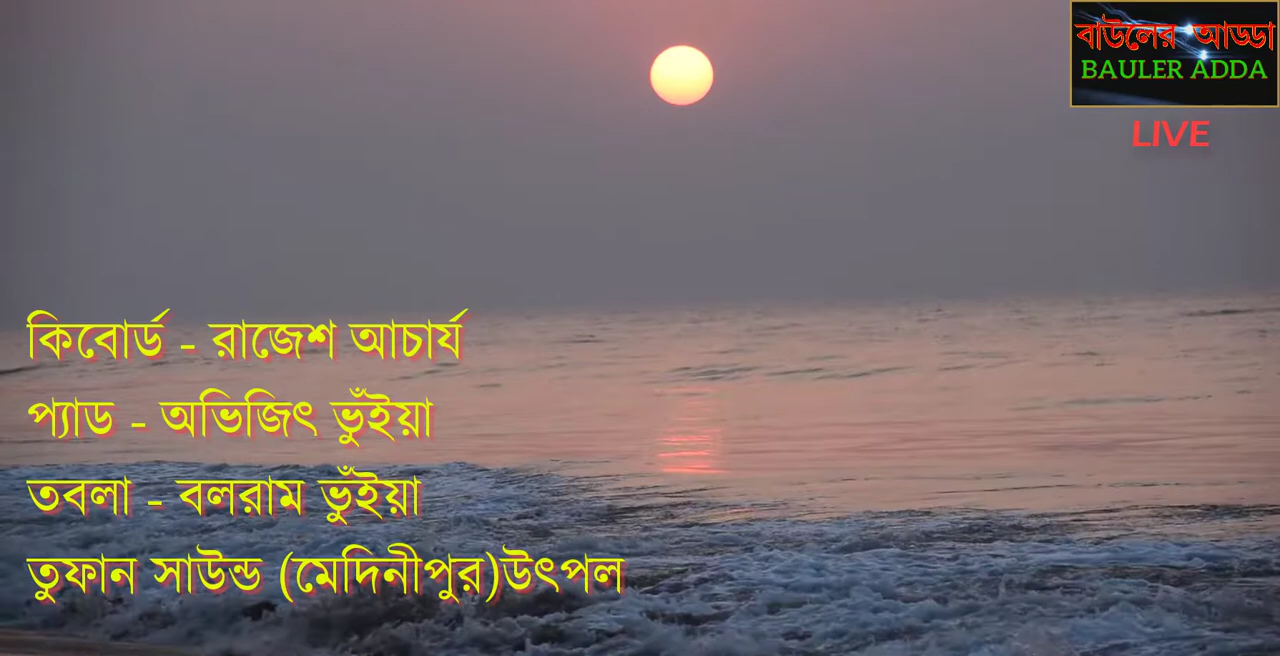 বাউলের আড্ডা
BAULER ADDA
LIVE
কিবোর্ড - রাজেশ আচার্য
প্যাড - অভিজিৎ ভুঁইয়া
তবলা - বলরাম ভুঁইয়া
তুফান সাউন্ড (মেদিনীপুর)উৎপল